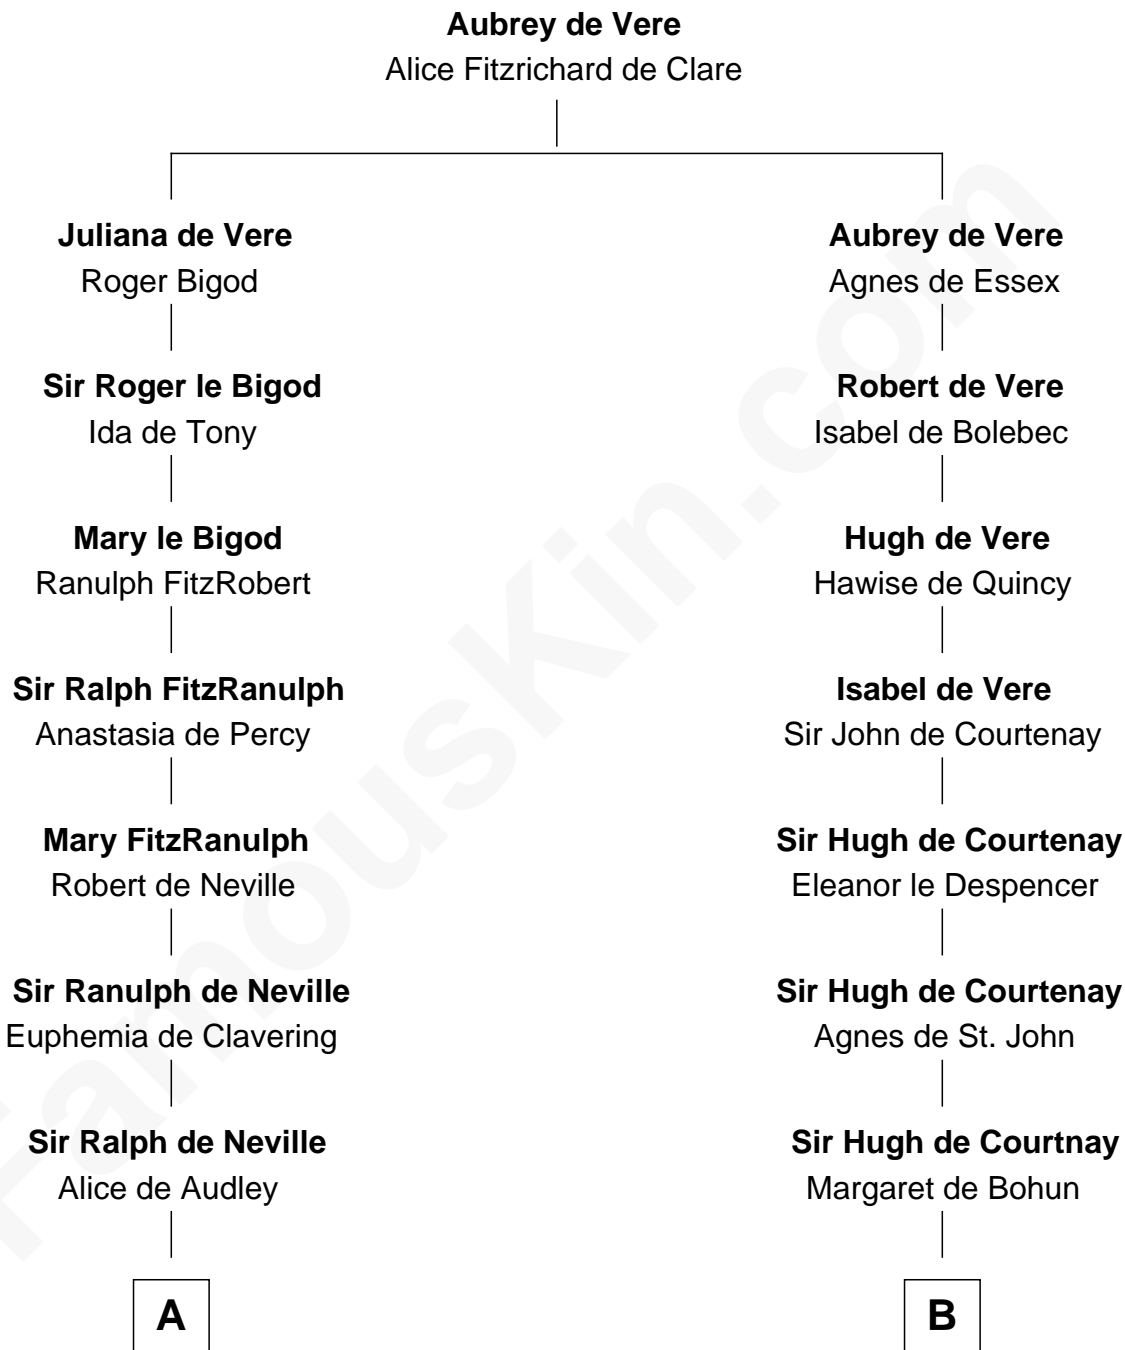 Aubrey de Vere
Alice Fitzrichard de Clare
Juliana de Vere
Roger Bigod
Aubrey de Vere
Agnes de Essex
Sir Roger le Bigod
Ida de Tony
Robert de Vere
Isabel de Bolebec
Mary le Bigod
Ranulph FitzRobert
Hugh de Vere
Hawise de Quincy
Sir Ralph FitzRanulph
Anastasia de Percy
Isabel de Vere
Sir John de Courtenay
Mary FitzRanulph
Robert de Neville
Sir Hugh de Courtenay
Eleanor le Despencer
Sir Ranulph de Neville
Euphemia de Clavering
Sir Hugh de Courtenay
Agnes de St. John
Sir Ralph de Neville
Alice de Audley
Sir Hugh de Courtnay
Margaret de Bohun
A
B
FamousKin.com